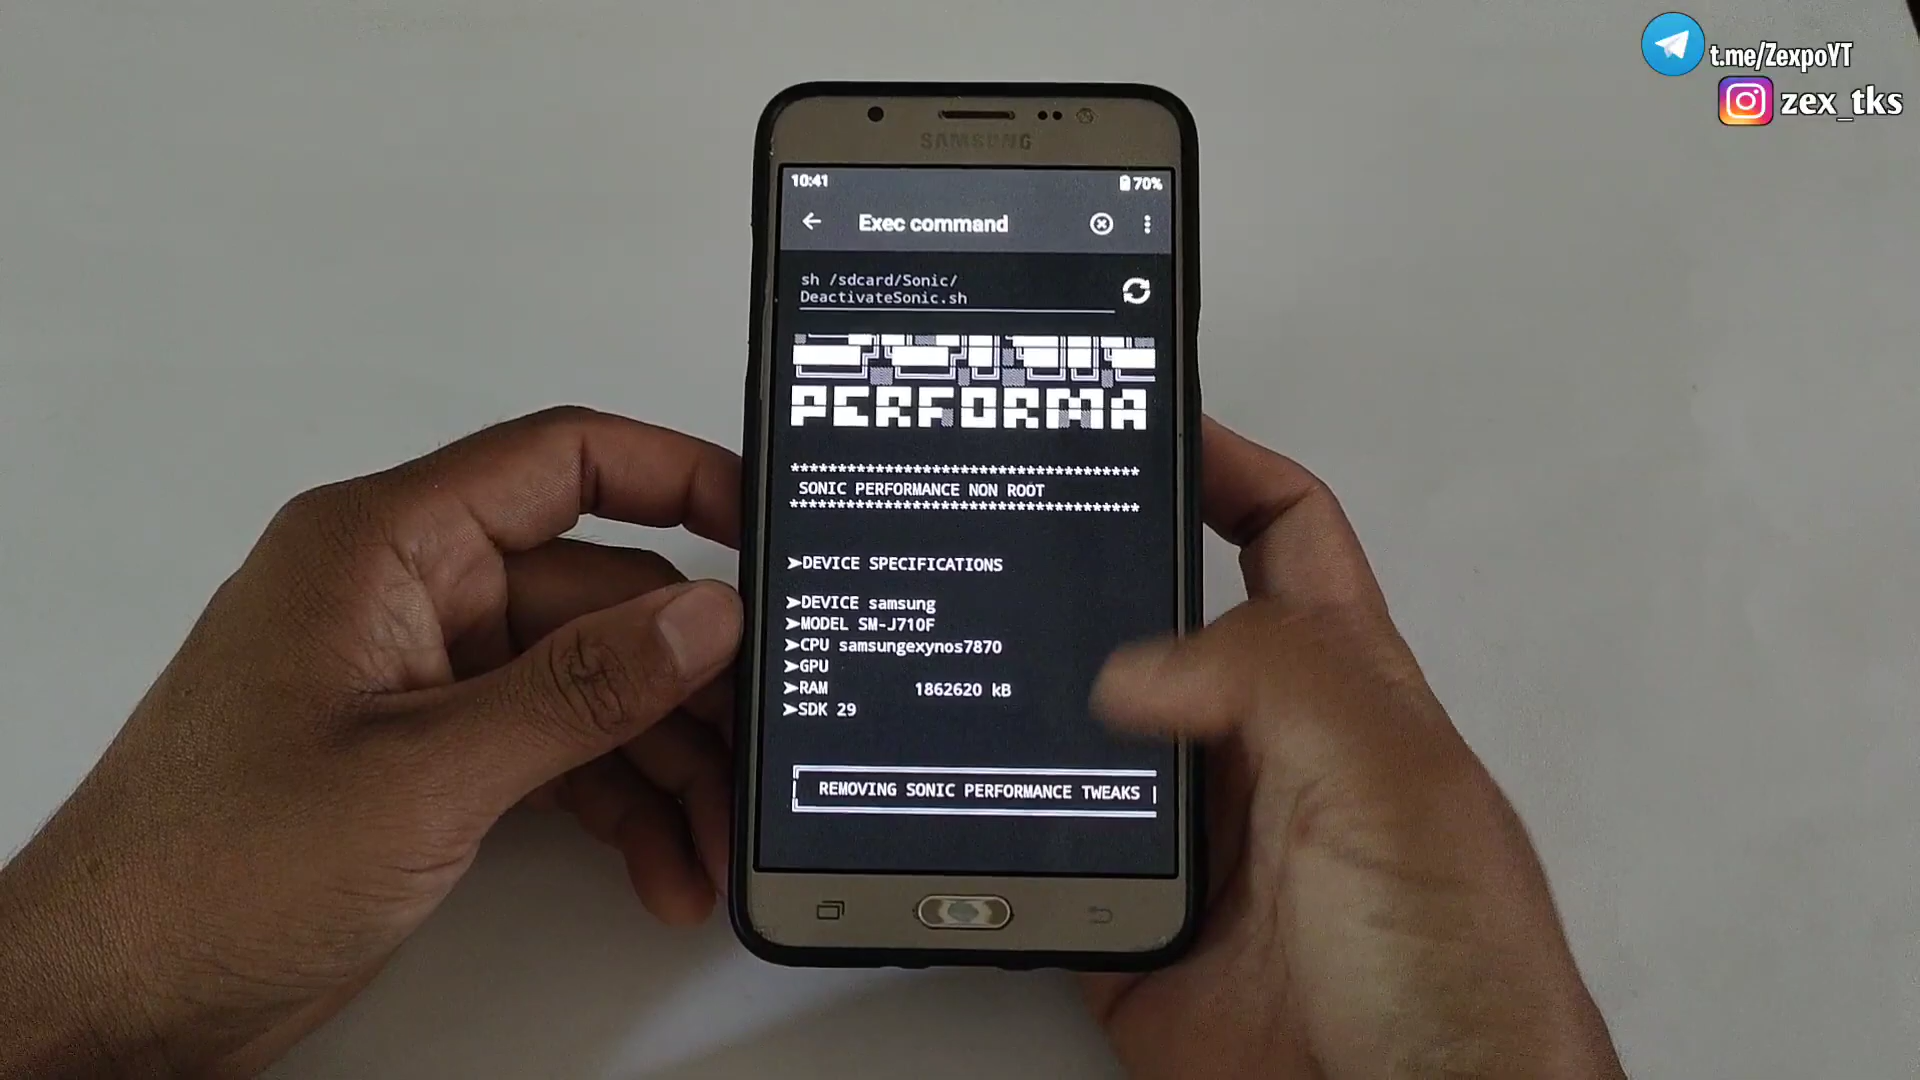 t.me/ZexpoYT
zex_tks
SAMSUNG
10:41
70%
Exec command
sh /sdcard/Sonic/
DeactivateSonic.sh
PERFORMA
*************************************
SONIC PERFORMANCE NON ROOT
*************************************
➤DEVICE SPECIFICATIONS
➤DEVICE samsung
➤MODEL SM-J710F
➤CPU samsungexynos7870
➤GPU
➤RAM 1862620 kB
➤SDK 29
REMOVING SONIC PERFORMANCE TWEAKS |